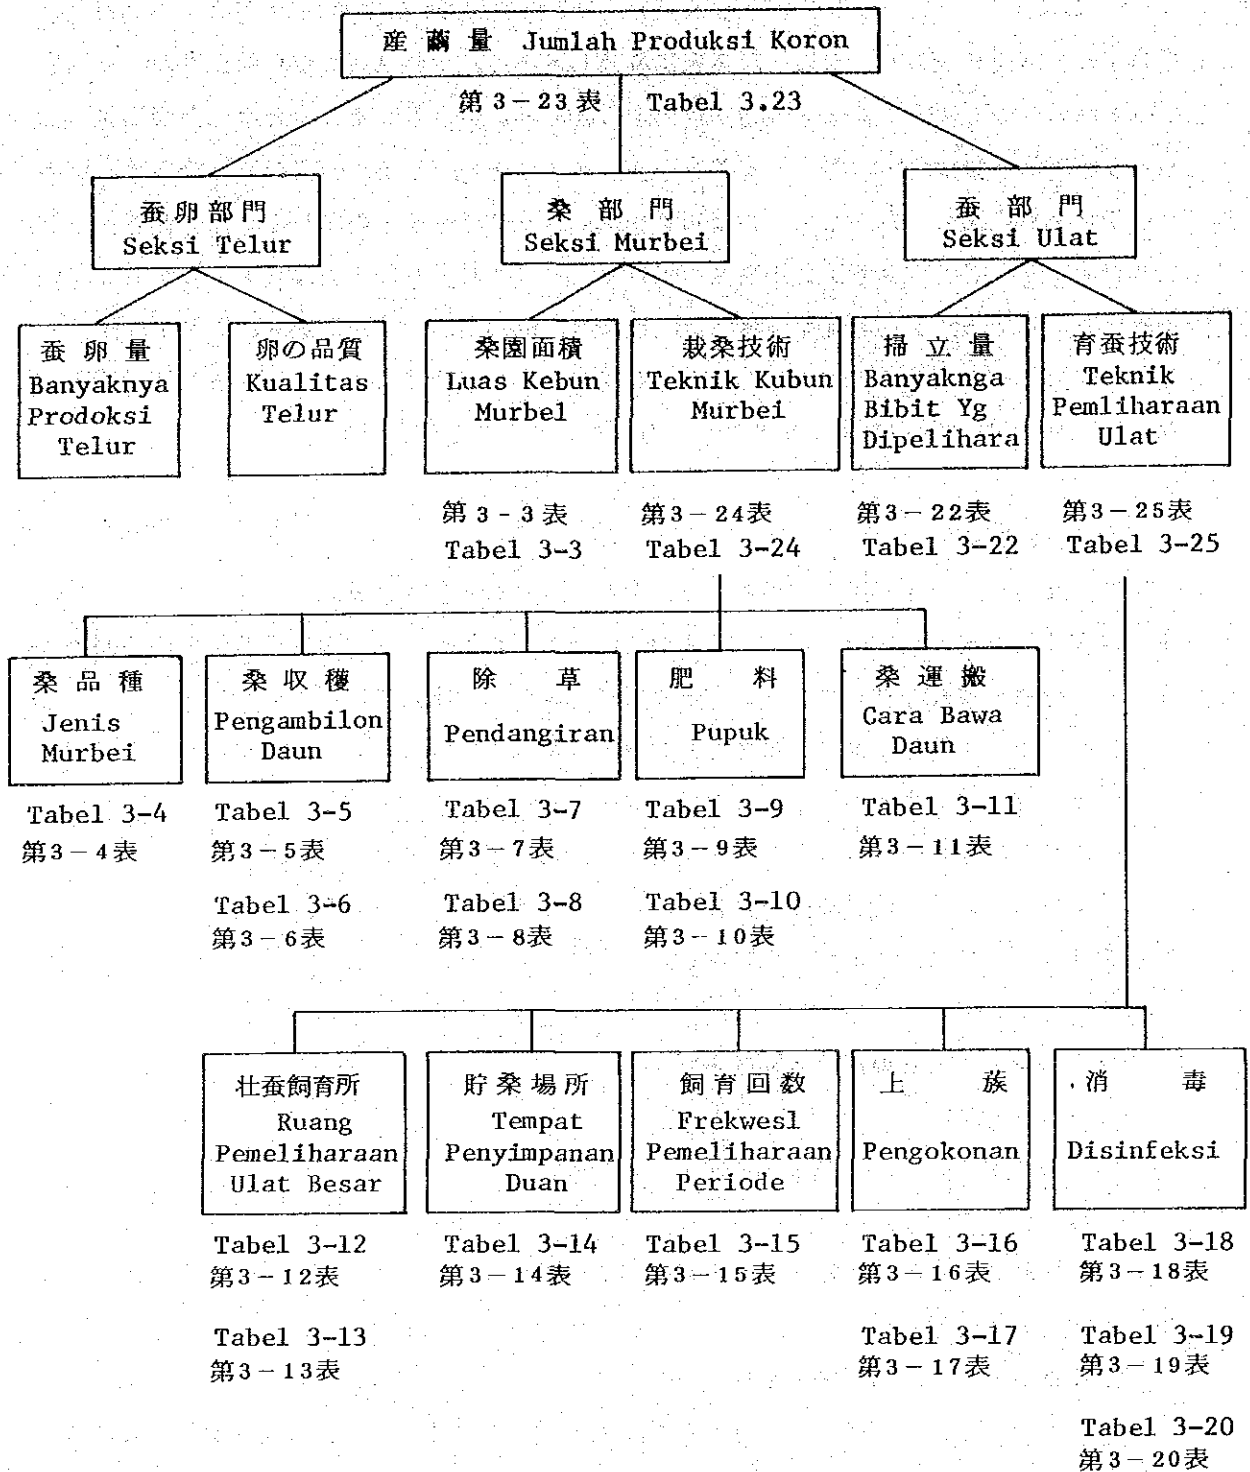 産繭量 Jumlah Produksi Koron
第3-23表 Tabel 3.23
蚕卵部門
Seksi Telur
桑部門
Seksi Murbei
蚕部門
Seksi Ulat
蚕卵量
Banyaknya
Prodoksi
Telur
卵の品質
Kualitas
Telur
桑園面積
Luas Kebun
Murbel
栽桑技術
Teknik Kubun
Murbei
掃立量
Banyaknga
Bibit Yg
Dipelihara
育蚕技術
Teknik
Pemliharaan
Ulat
第3-3表
Tabel 3-3
第3-24表
Tabel 3-24
第3-22表
Tabel 3-22
第3-25表
Tabel 3-25
桑品種
Jenis
Murbei
桑収穫
Pengambilon
Daun
除草
Pendangiran
肥料
Pupuk
桑運搬
Cara Bawa
Daun
Tabel 3-4
第3-4表
Tabel 3-5
第3-5表
Tabel 3-6
第3-6表
Tabel 3-7
第3-7表
Tabel 3-8
第3-8表
Tabel 3-9
第3-9表
Tabel 3-10
第3-10表
Tabel 3-11
第3-11表
壮蚕飼育所
Ruang
Pemeliharaan
Ulat Besar
貯桑場所
Tempat
Penyimpanan
Duan
飼育回数
Frekwesl
Pemeliharaan
Periode
上族
Pengokonan
消毒
Disinfeksi
Tabel 3-12
第3-12表
Tabel 3-13
第3-13表
Tabel 3-14
第3-14表
Tabel 3-15
第3-15表
Tabel 3-16
第3-16表
Tabel 3-17
第3-17表
Tabel 3-18
第3-18表
Tabel 3-19
第3-19表
Tabel 3-20
第3-20表